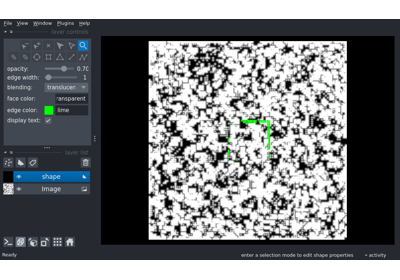 File View Window Plugins Help
layer controls
opacity: 0.70
edge width: 1
blending: translucen
face color: transparent
edge color: lime
display text:
layer list
shape
Image
Ready enter a selection mode to edit shape properties activity